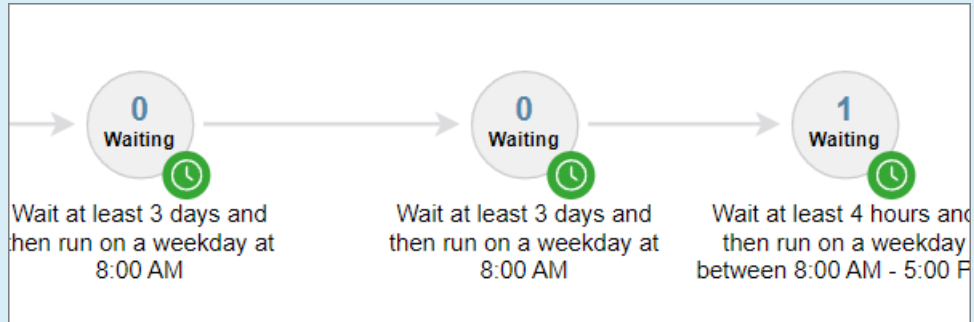 0
Waiting
Wait at least 3 days and
then run on a weekday at
8:00 AM
0
Waiting
Wait at least 3 days and
then run on a weekday at
8:00 AM
1
Waiting
Wait at least 4 hours and
then run on a weekday
between 8:00 AM - 5:00